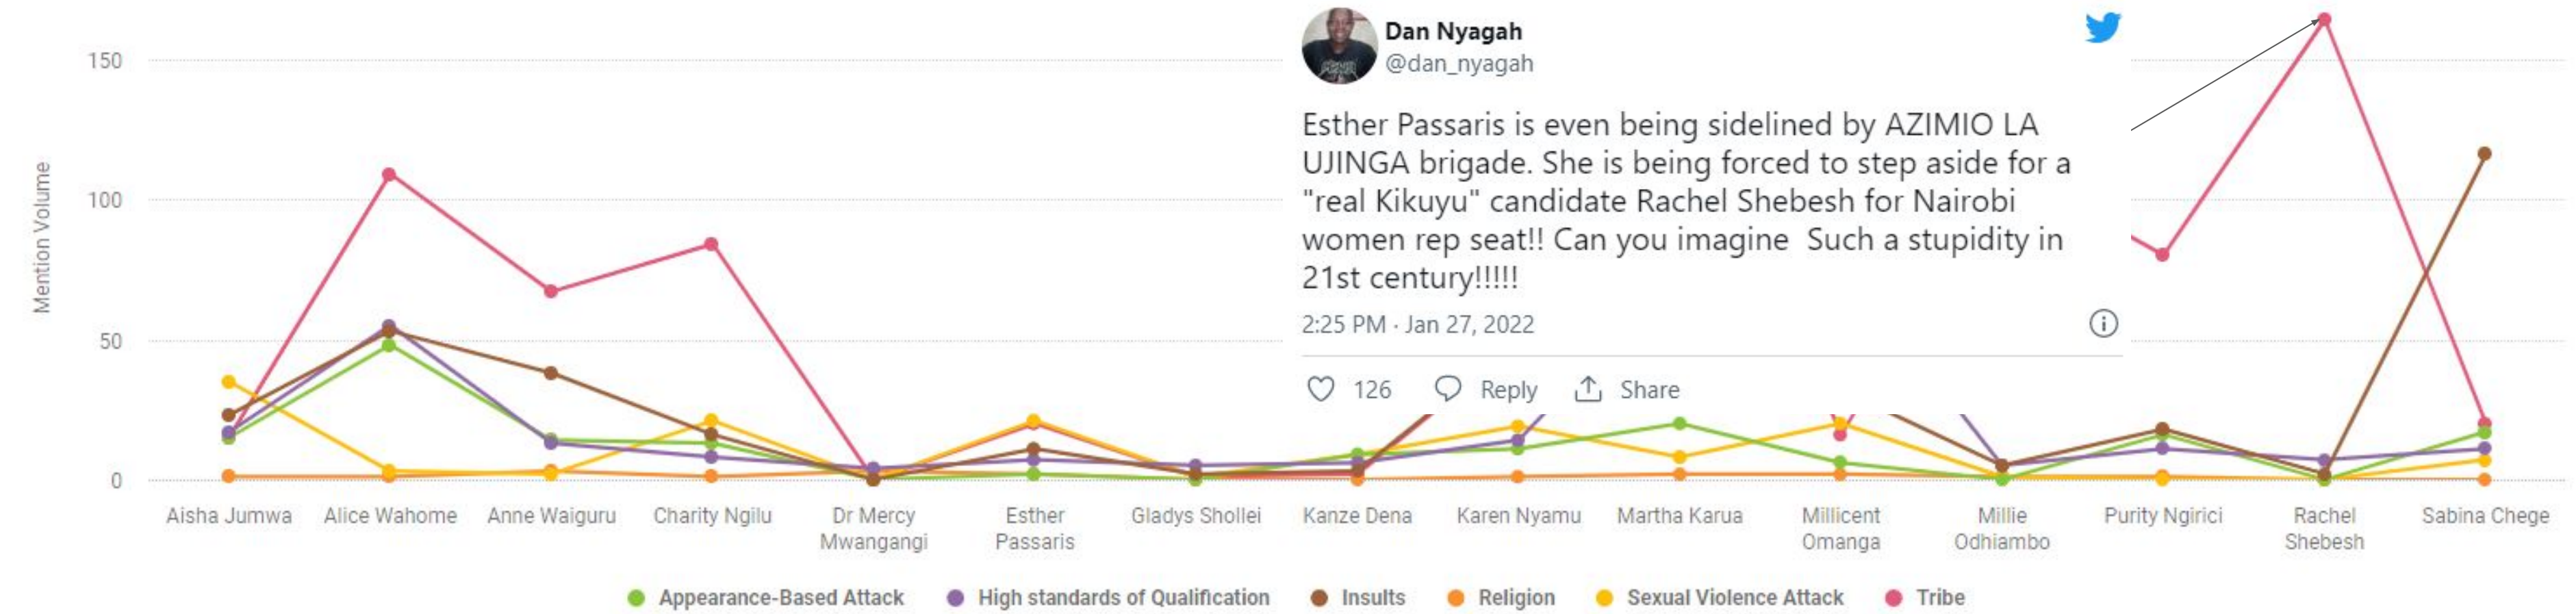 150
100
50
0
Mention Volume
Dan Nyagah
@dan_nyagah
Esther Passaris is even being sidelined by AZIMIO LA
UJINGA brigade. She is being forced to step aside for a
"real Kikuyu" candidate Rachel Shebesh for Nairobi
women rep seat!! Can you imagine  Such a stupidity in
21st century!!!!!
2:25 PM · Jan 27, 2022
126 Reply Share
Aisha Jumwa
Alice Wahome
Anne Waiguru
Charity Ngilu
Dr Mercy
Mwangangi
Esther
Passaris
Gladys Shollei
Kanze Dena
Karen Nyamu
Martha Karua
Millicent
Omanga
Millie
Odhiambo
Purity Ngirici
Rachel
Shebesh
Sabina Chege
Appearance-Based Attack High standards of Qualification Insults Religion Sexual Violence Attack Tribe